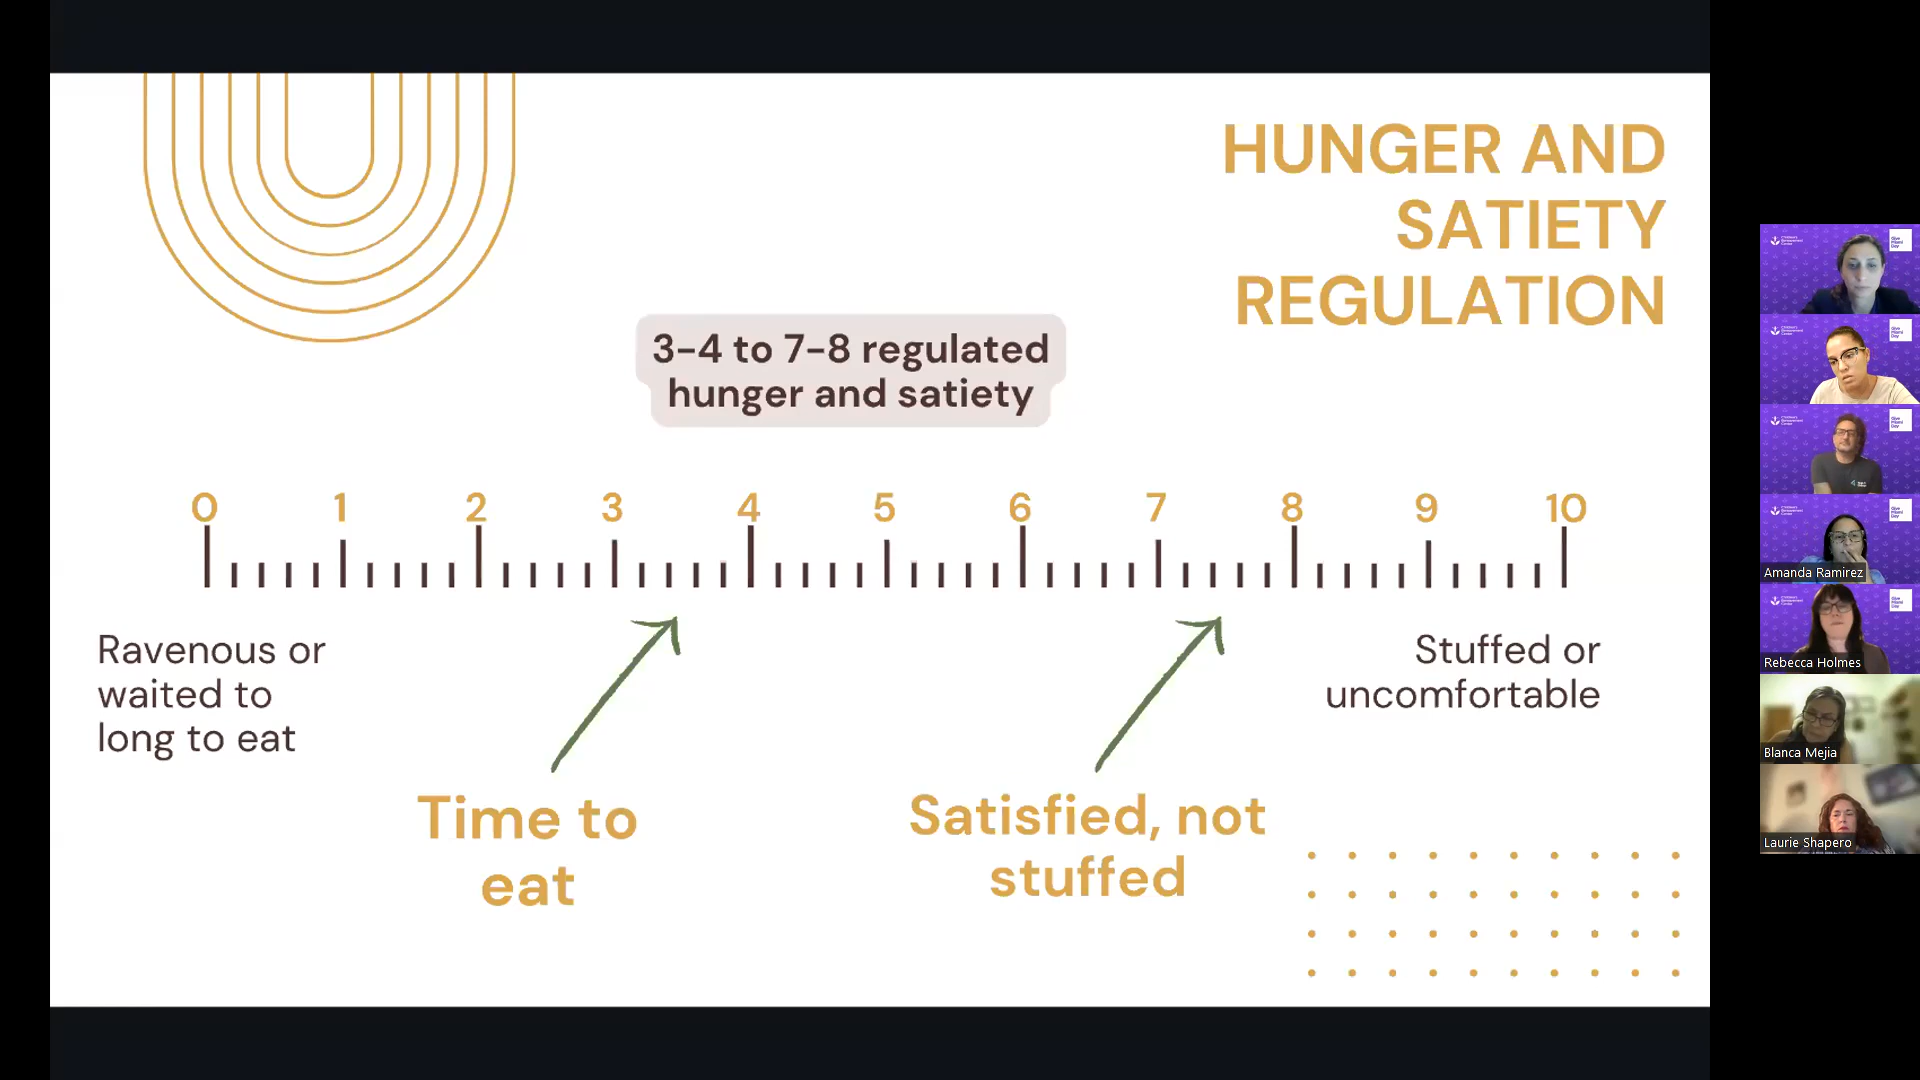 HUNGER AND
SATIETY
REGULATION
3-4 to 7-8 regulated
hunger and satiety
0 1 2 3 4 5 6 7 8 9 10
Ravenous or
waited to
long to eat
Stuffed or
uncomfortable
Time to
eat
Satisfied, not
stuffed
Amanda Ramirez
Rebecca Holmes
Blanca Mejia
Laurie Shapero